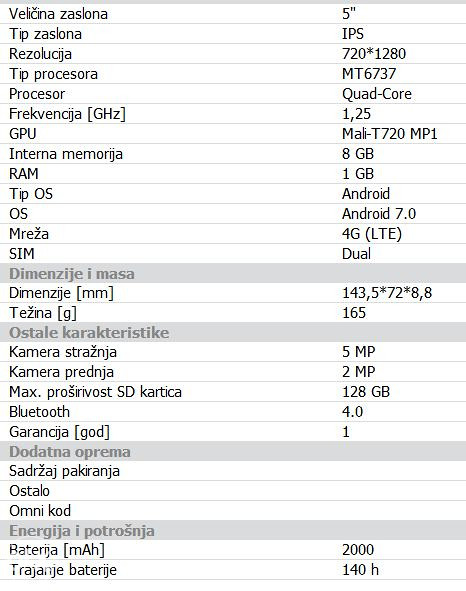 Veličina zaslona 5"
Tip zaslona IPS
Rezolucija 720*1280
Tip procesora MT6737
Procesor Quad-Core
Frekvencija [GHz] 1,25
GPU Mali-T720 MP1
Interna memorija 8 GB
RAM 1 GB
Tip OS Android
OS Android 7.0
Mreža 4G (LTE)
SIM Dual
Dimenzije i masa
Dimenzije [mm] 143,5*72*8,8
Težina [g] 165
Ostale karakteristike
Kamera stražnja 5 MP
Kamera prednja 2 MP
Max. proširivost SD kartica 128 GB
Bluetooth 4.0
Garancija [god] 1
Dodatna oprema
Sadržaj pakiranja
Ostalo
Omni kod
Energija i potrošnja
Baterija [mAh] 2000
Trajanje baterije 140 h